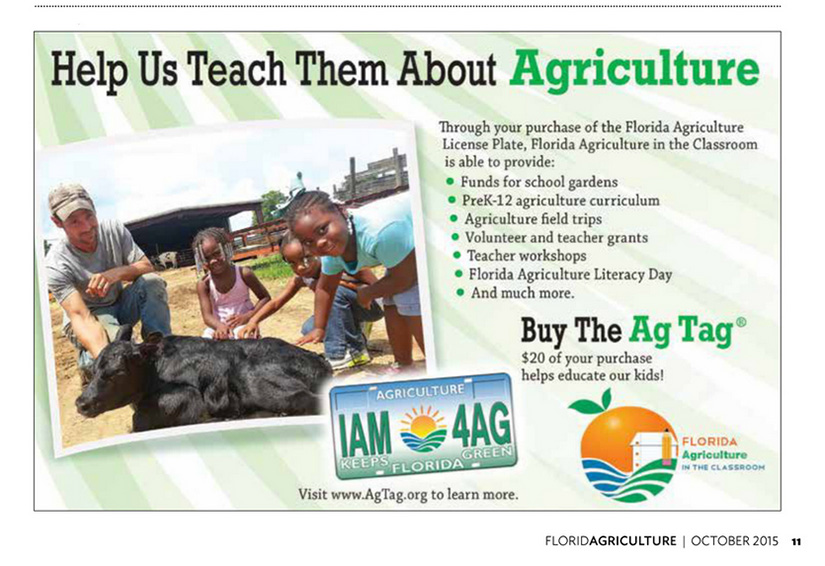 Help Us Teach Them About Agriculture
Through your purchase of the Florida Agriculture
License Plate, Florida Agriculture in the Classroom
is able to provide:
• Funds for school gardens
• PreK-12 agriculture curriculum
• Agriculture field trips
• Volunteer and teacher grants
• Teacher workshops
• Florida Agriculture Literacy Day
• And much more.
Buy The Ag Tag®
$20 of your purchase
helps educate our kids!
AGRICULTURE
IAM 4AG
KEEPS FLORIDA GREEN
FLORIDA
Agriculture
IN THE CLASSROOM
Visit www.AgTag.org to learn more.
FLORIDAGRICULTURE | OCTOBER 2015 11